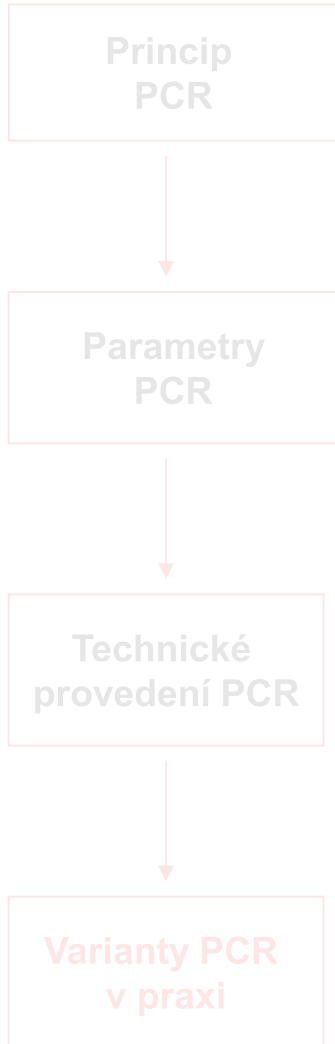 Princip
PCR
Parametry
PCR
Technické
provedení PCR
Varianty PCR
v praxi